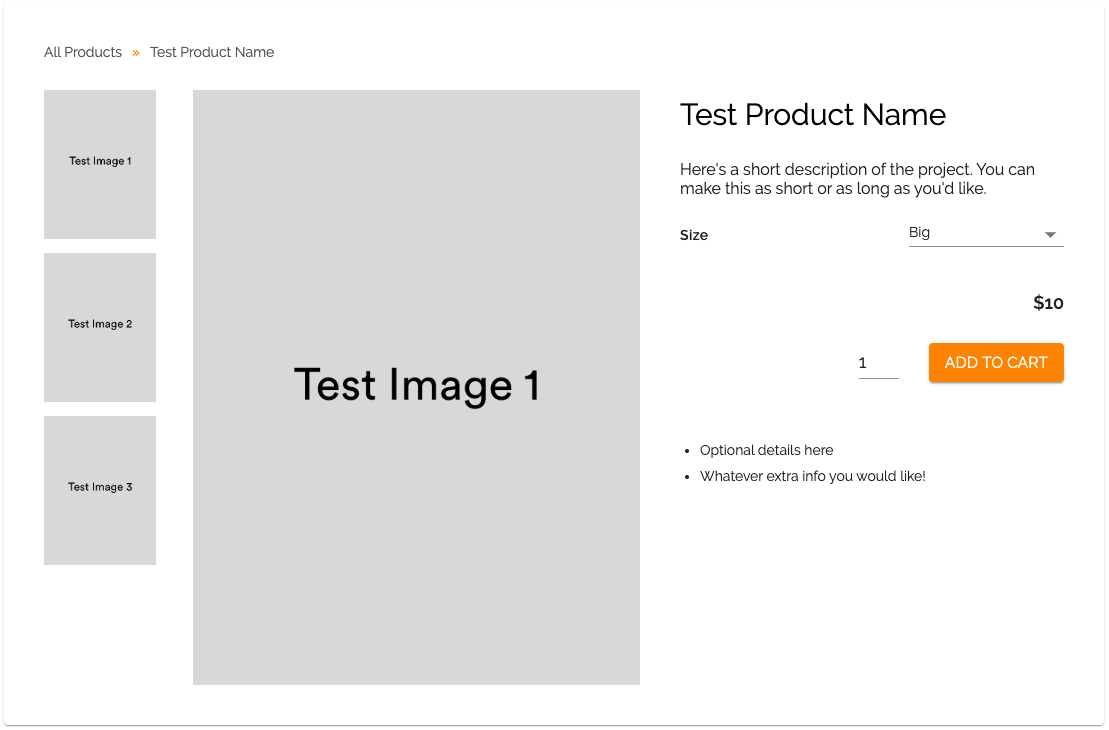 All Products » Test Product Name
Test Image 1
Test Image 2
Test Image 3
Test Image 1
Test Product Name
Here's a short description of the project. You can
make this as short or as long as you'd like.
Size Big
$10
1 ADD TO CART
• Optional details here
• Whatever extra info you would like!